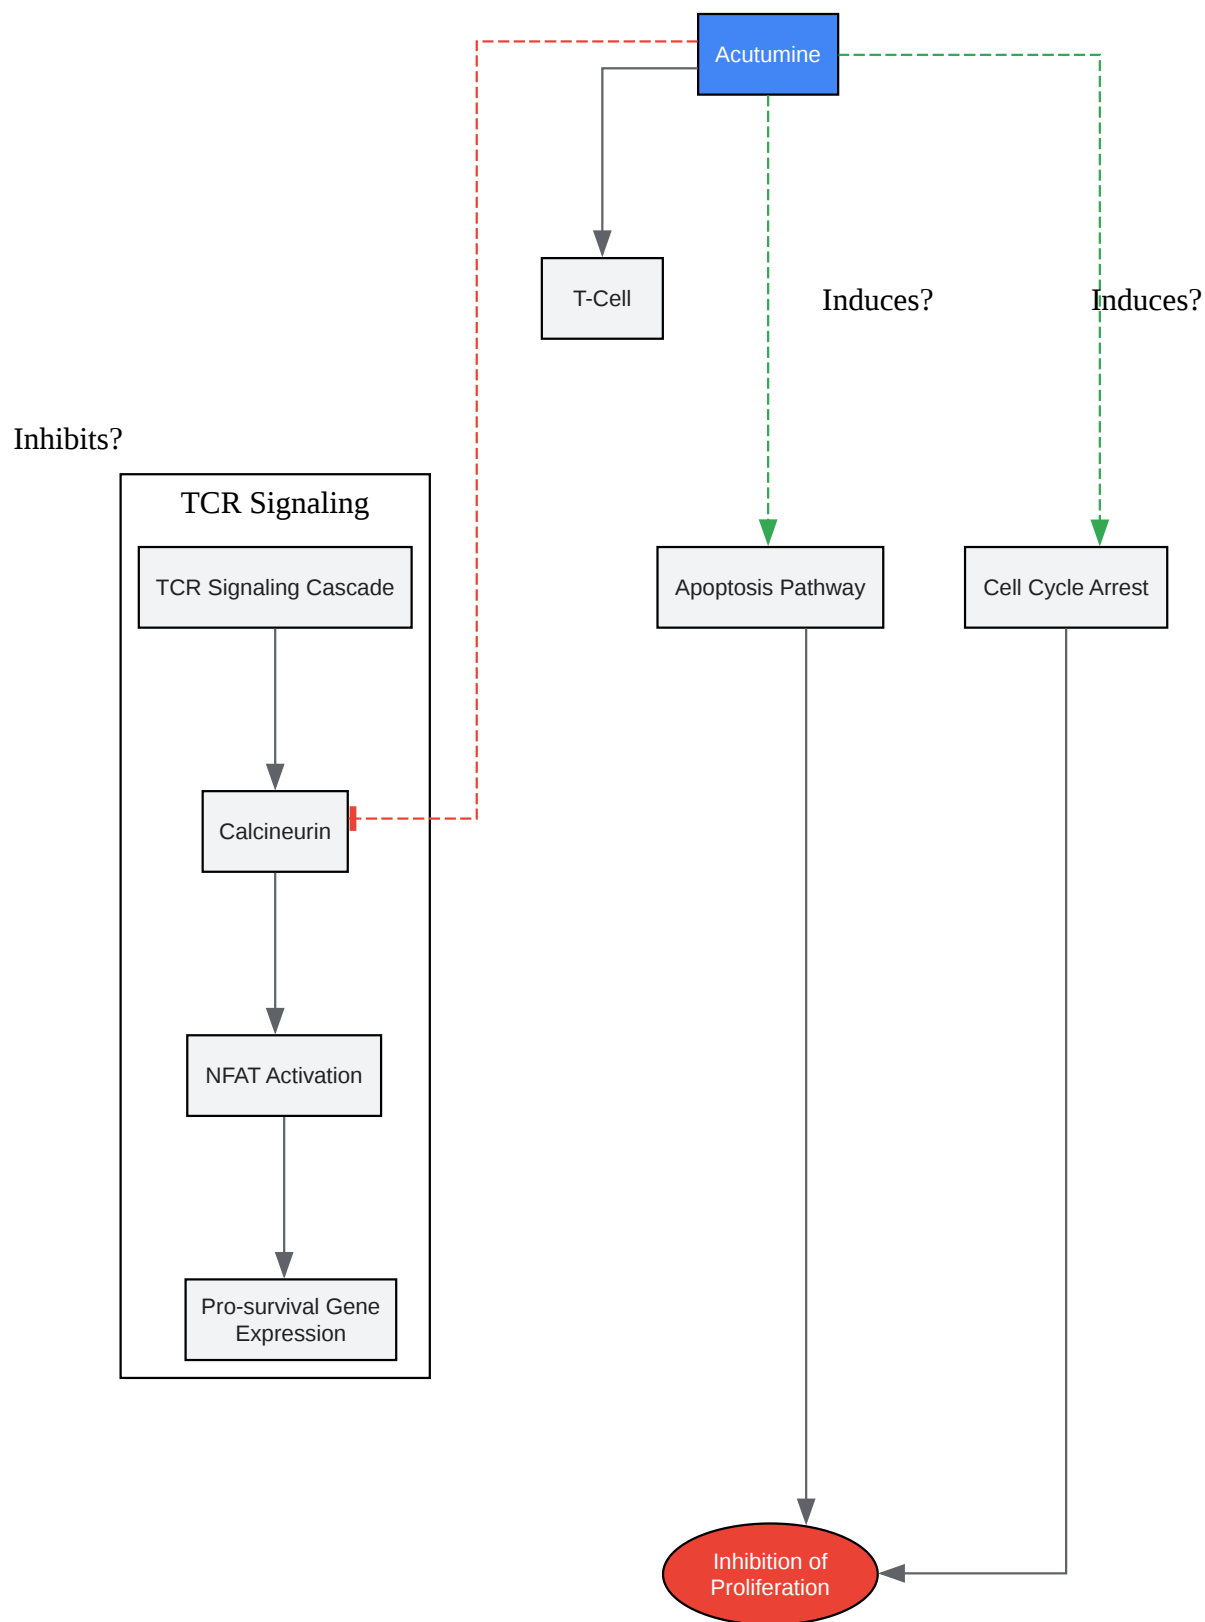 Acutumine
T-Cell
Induces?
Induces?
Inhibits?
TCR Signaling
TCR Signaling Cascade
Apoptosis Pathway
Cell Cycle Arrest
Calcineurin
NFAT Activation
Pro-survival Gene
Expression
Inhibition of
Proliferation